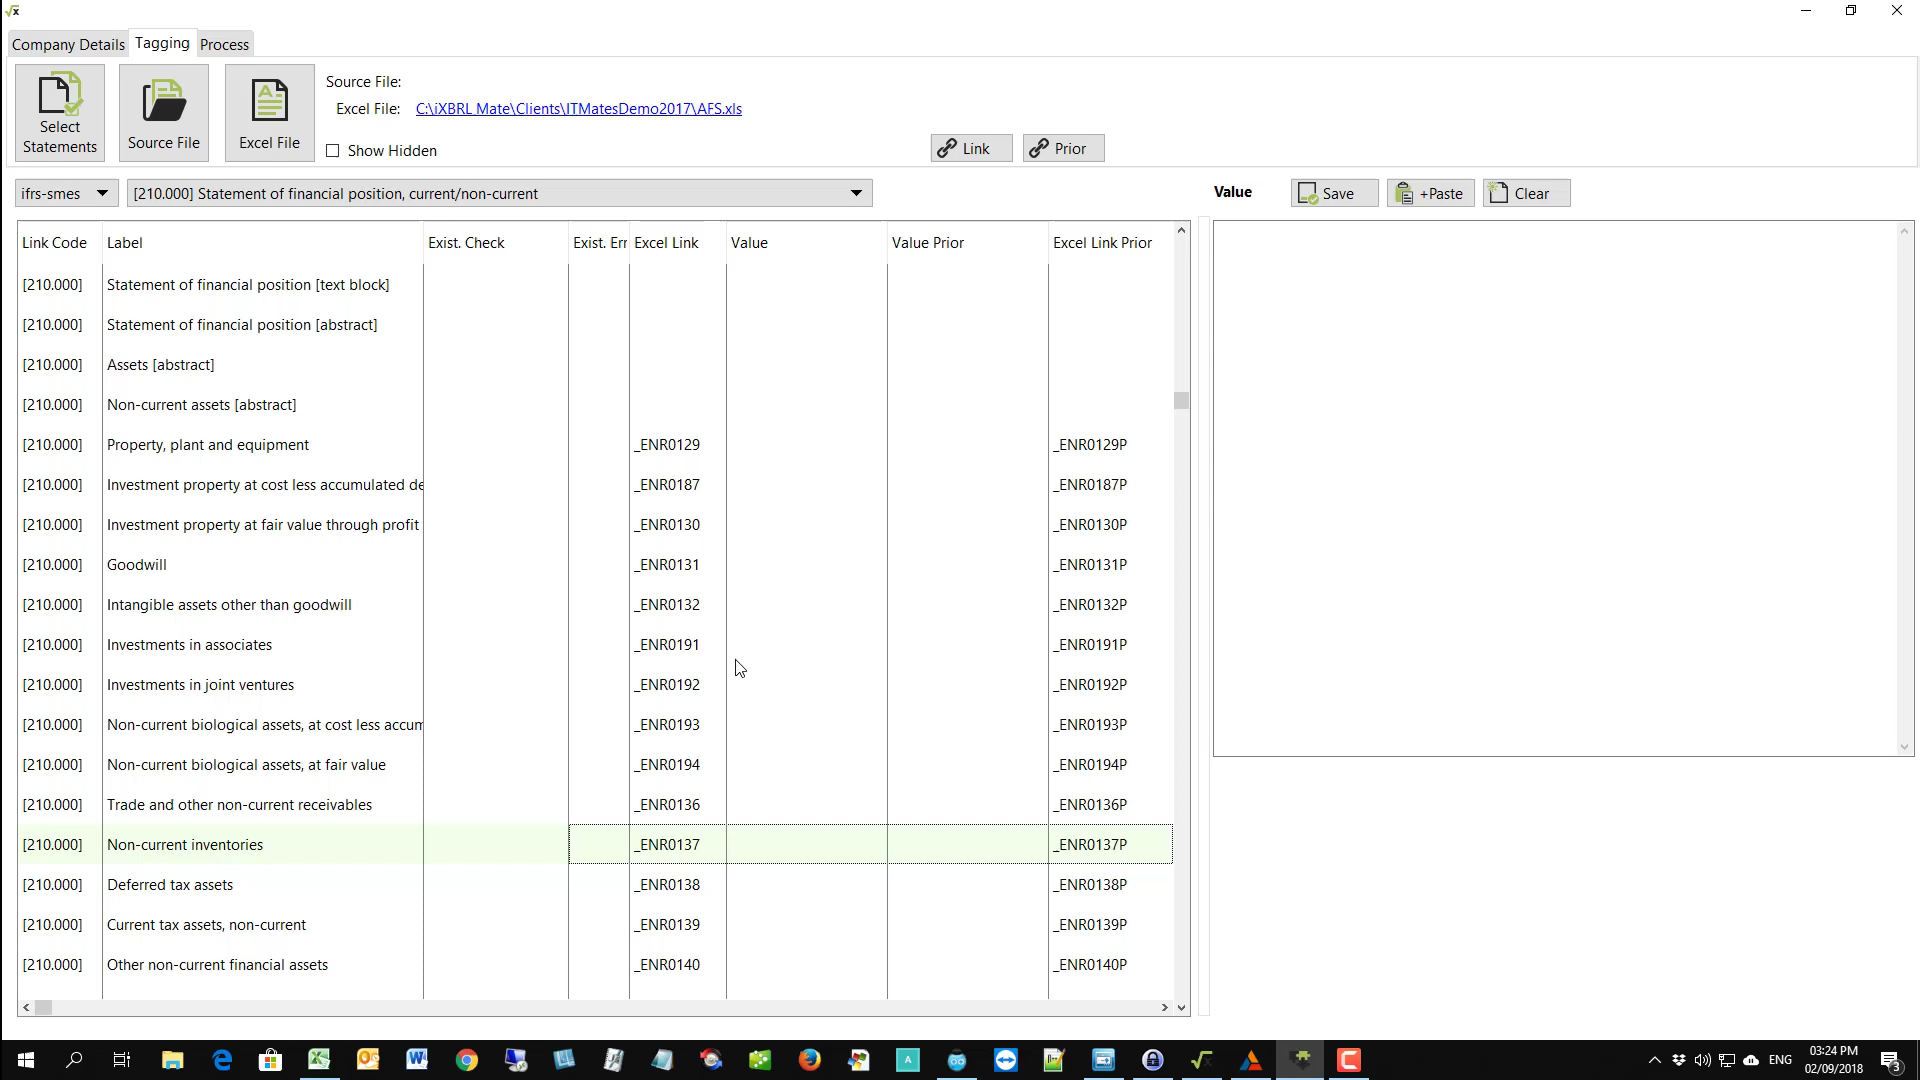 Company Details Tagging Process
Select Statements
Source File
Excel File
Source File:
Excel File: C:\iXBRL Mate\Clients\ITMatesDemo2017\AFS.xls
Show Hidden
Link Prior
ifrs-smes [210.000] Statement of financial position, current/non-current
Value Save +Paste Clear
Link Code Label Exist. Check Exist. Err Excel Link Value Value Prior Excel Link Prior
[210.000] Statement of financial position [text block]
[210.000] Statement of financial position [abstract]
[210.000] Assets [abstract]
[210.000] Non-current assets [abstract]
[210.000] Property, plant and equipment _ENR0129 _ENR0129P
[210.000] Investment property at cost less accumulated de _ENR0187 _ENR0187P
[210.000] Investment property at fair value through profit _ENR0130 _ENR0130P
[210.000] Goodwill _ENR0131 _ENR0131P
[210.000] Intangible assets other than goodwill _ENR0132 _ENR0132P
[210.000] Investments in associates _ENR0191 _ENR0191P
[210.000] Investments in joint ventures _ENR0192 _ENR0192P
[210.000] Non-current biological assets, at cost less accum _ENR0193 _ENR0193P
[210.000] Non-current biological assets, at fair value _ENR0194 _ENR0194P
[210.000] Trade and other non-current receivables _ENR0136 _ENR0136P
[210.000] Non-current inventories _ENR0137 _ENR0137P
[210.000] Deferred tax assets _ENR0138 _ENR0138P
[210.000] Current tax assets, non-current _ENR0139 _ENR0139P
[210.000] Other non-current financial assets _ENR0140 _ENR0140P
ENG
03:24 PM
02/09/2018
3